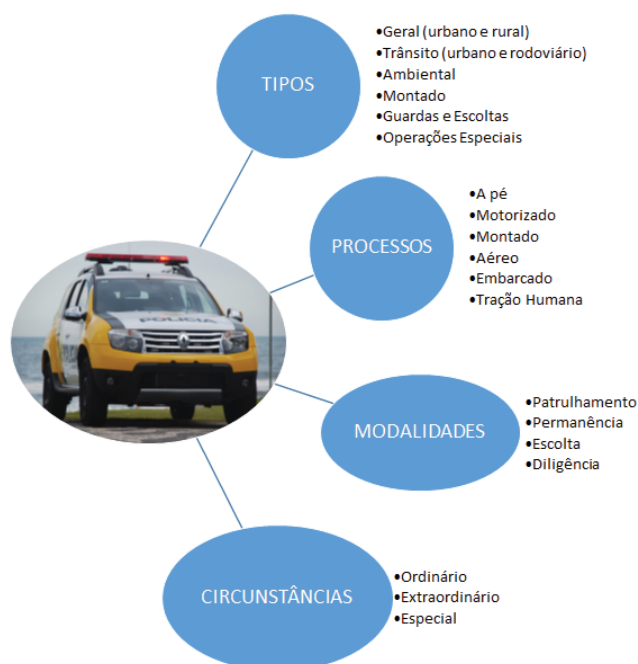 TIPOS
•Geral (urbano e rural)
•Trânsito (urbano e rodoviário)
•Ambiental
•Montado
•Guardas e Escoltas
•Operações Especiais
PROCESSOS
•A pé
•Motorizado
•Montado
•Aéreo
•Embarcado
•Tração Humana
POLICIA
MODALIDADES
•Patrulhamento
•Permanência
•Escolta
•Diligência
CIRCUNSTÂNCIAS
•Ordinário
•Extraordinário
•Especial